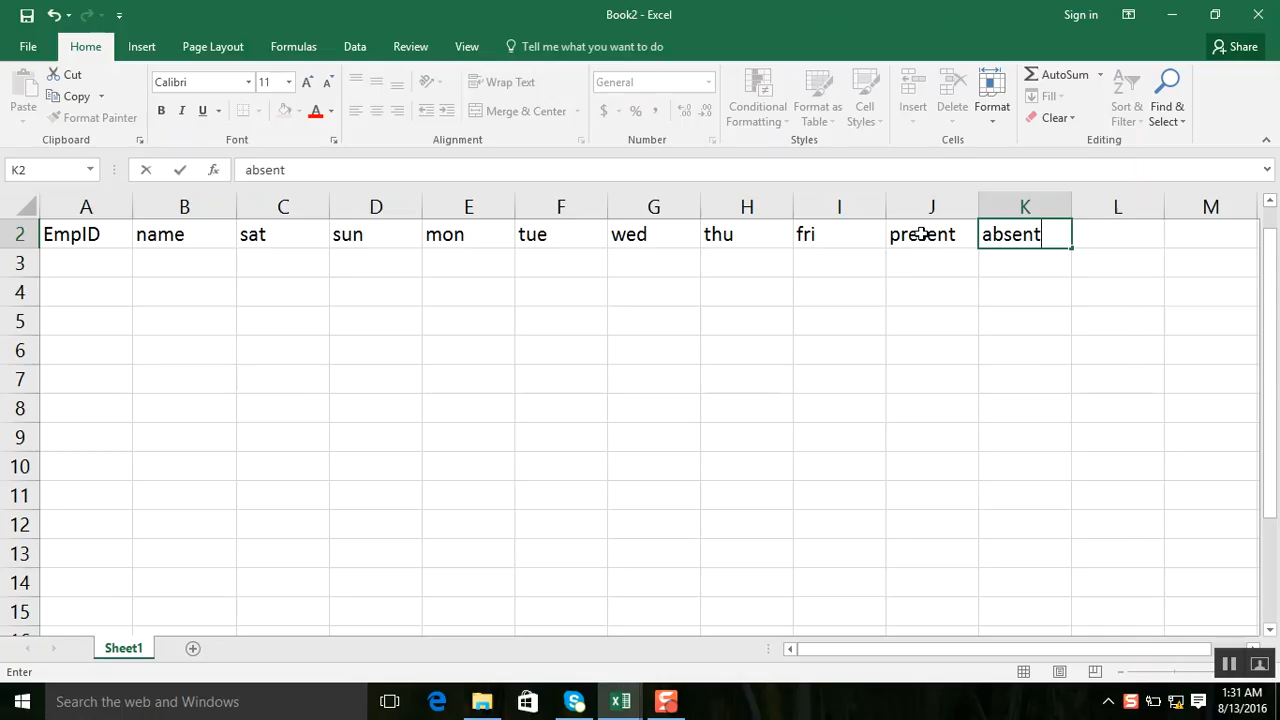 Book2 - Excel
Sign in
File Home Insert Page Layout Formulas Data Review View Tell me what you want to do Share
Paste Cut Copy Format Painter
Calibri 11
B I U A
Wrap Text
Merge & Center
General
$ % ,
Conditional Formatting
Format as Table
Cell Styles
Insert Delete Format
AutoSum
Fill
Clear
Sort & Filter
Find & Select
Clipboard Font Alignment Number Styles Cells Editing
K2 fx absent
A B C D E F G H I J K L M
2 EmpID name sat sun mon tue wed thu fri present absent
3
4
5
6
7
8
9
10
11
12
13
14
15
Sheet1
Enter
Search the web and Windows
1:31 AM
8/13/2016